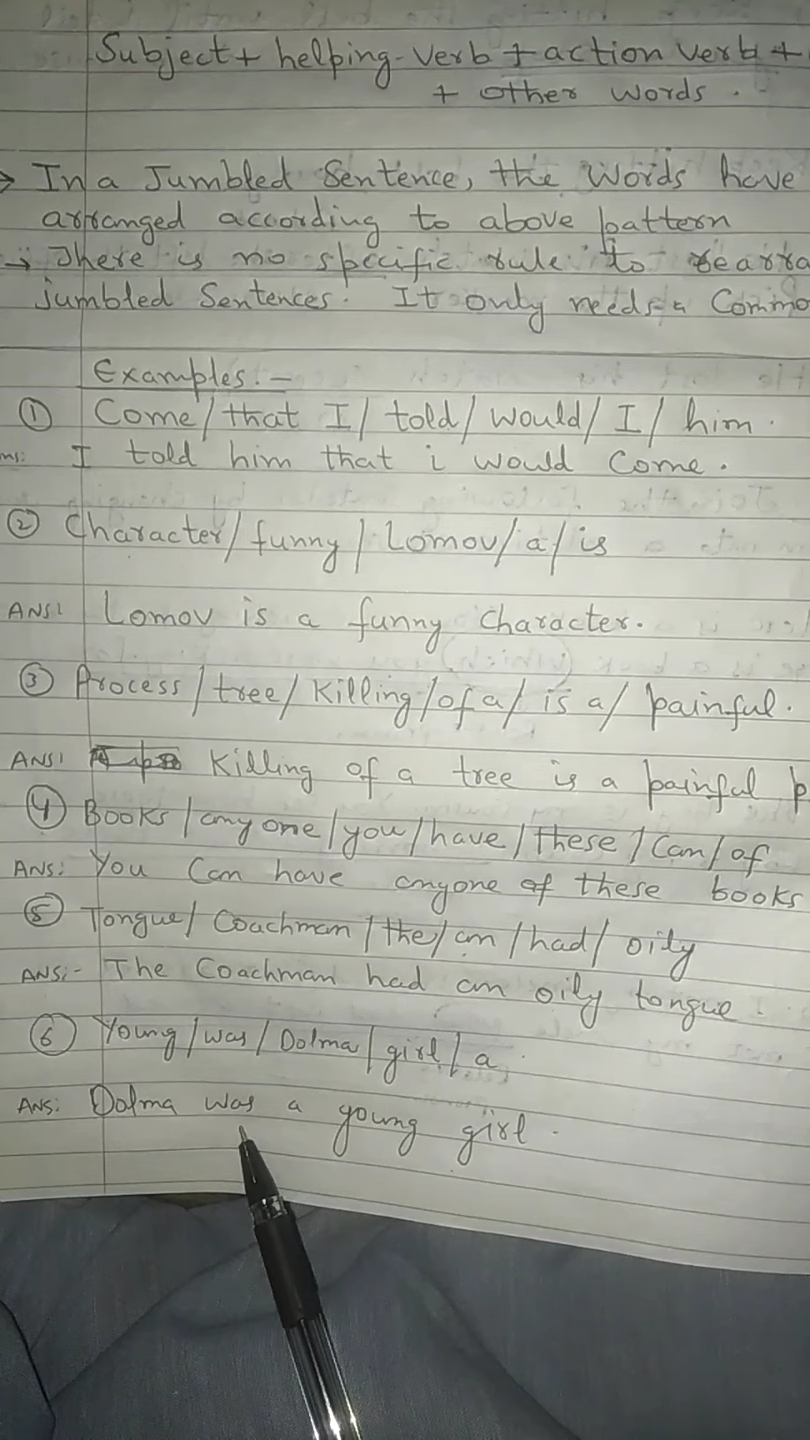 Subject + helping-verb + action verb +
+ other words.
→ In a Jumbled Sentence, the Words have
arranged according to above pattern
→ There is no specific rule to rearra
jumbled Sentences. It only needs a Commo
Examples:-
① Come/that I/told/would/I/him.
ns: I told him that i would Come.
② Character/funny/Lomov/a/is
ANS: Lomov is a funny Character.
③ Process/tree/Killing/of a/is a/painful.
ANS: Killing of a tree is a painful p
④ Books/anyone/you/have/these/Can/of
ANS: You Can have anyone of these books
⑤ Tongue/Coachman/the/an/had/oily
ANS:- The Coachman had an oily tongue.
⑥ Young/was/Dolma/girl/a
ANS: Dolma was a young girl.